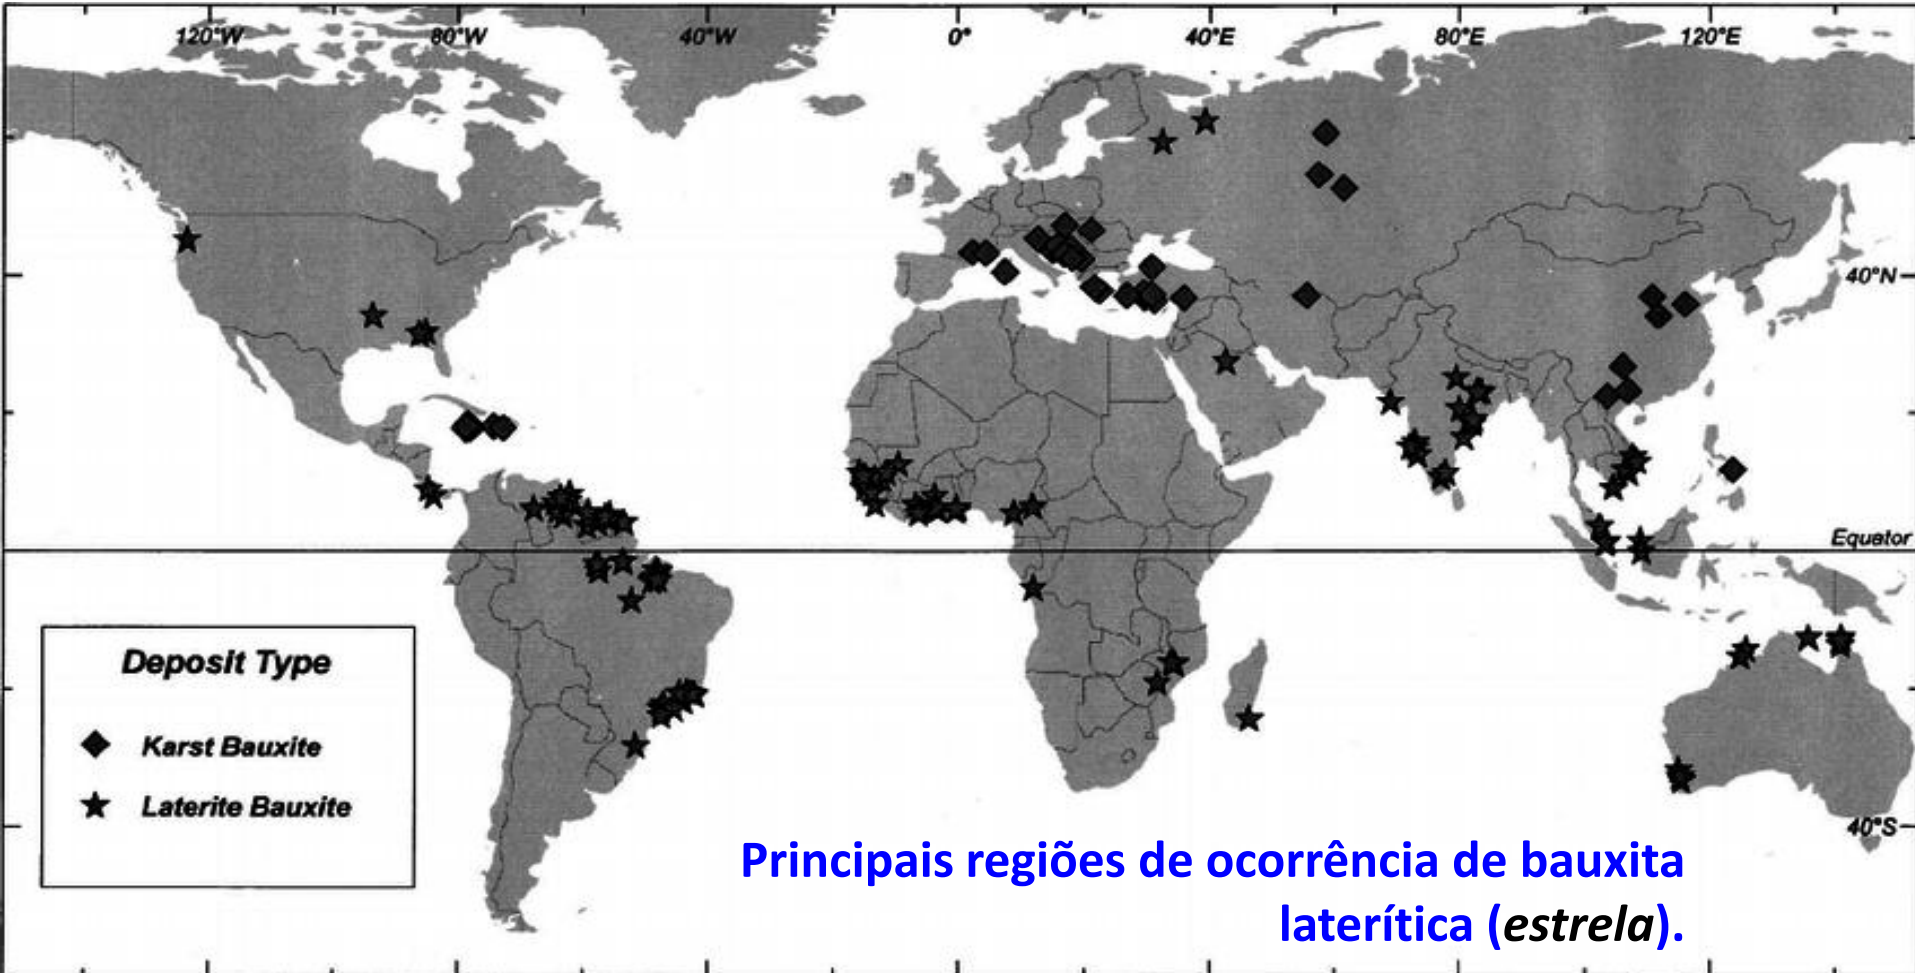 120°W 80°W 40°W 0° 40°E 80°E 120°E
40°N
Equator
Deposit Type
Karst Bauxite
Laterite Bauxite
40°S
Principais regiões de ocorrência de bauxita
laterítica (estrela).